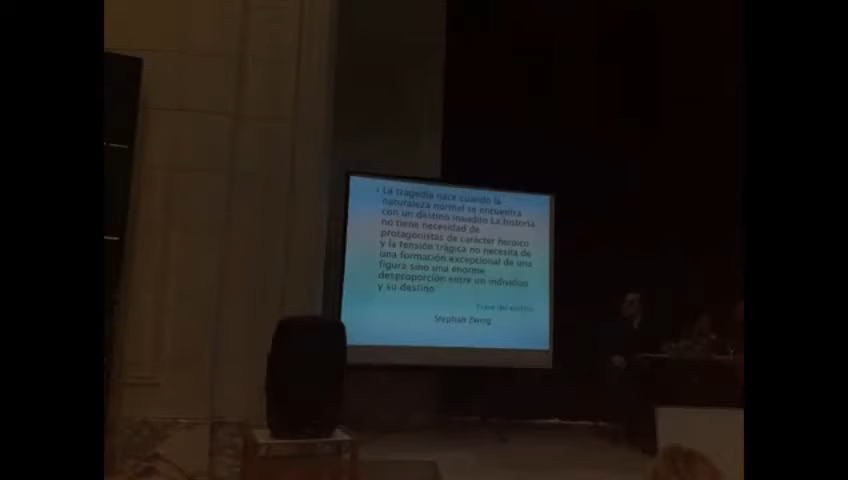 La tragedia nace cuando la
naturaleza normal se encuentra
con un destino inaudito La historia
no tiene necesidad de
protagonistas de carácter heroico
y la tensión trágica no necesita de
una formación excepcional de una
figura sino una enorme
desproporción entre un individuo
y su destino
Stephan Zweig